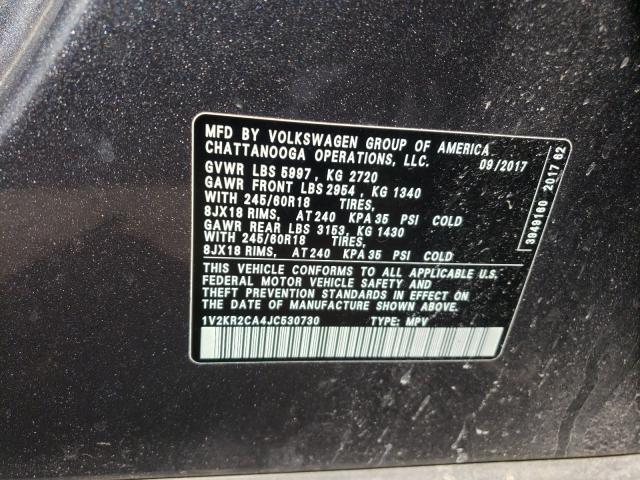 MFD BY VOLKSWAGEN GROUP OF AMERICA
CHATTANOOGA OPERATIONS, LLC. 09/2017
GVWR LBS 5997, KG 2720
GAWR FRONT LBS 2954, KG 1340
WITH 245/60R18 TIRES,
8JX18 RIMS, AT 240 KPA 35 PSI COLD
GAWR REAR LBS 3153, KG 1430
WITH 245/60R18 TIRES,
8JX18 RIMS, AT 240 KPA 35 PSI COLD
THIS VEHICLE CONFORMS TO ALL APPLICABLE U.S.
FEDERAL MOTOR VEHICLE SAFETY AND
THEFT PREVENTION STANDARDS IN EFFECT ON
THE DATE OF MANUFACTURE SHOWN ABOVE.
1V2KR2CA4JC530730 TYPE: MPV
3849160 2017 62